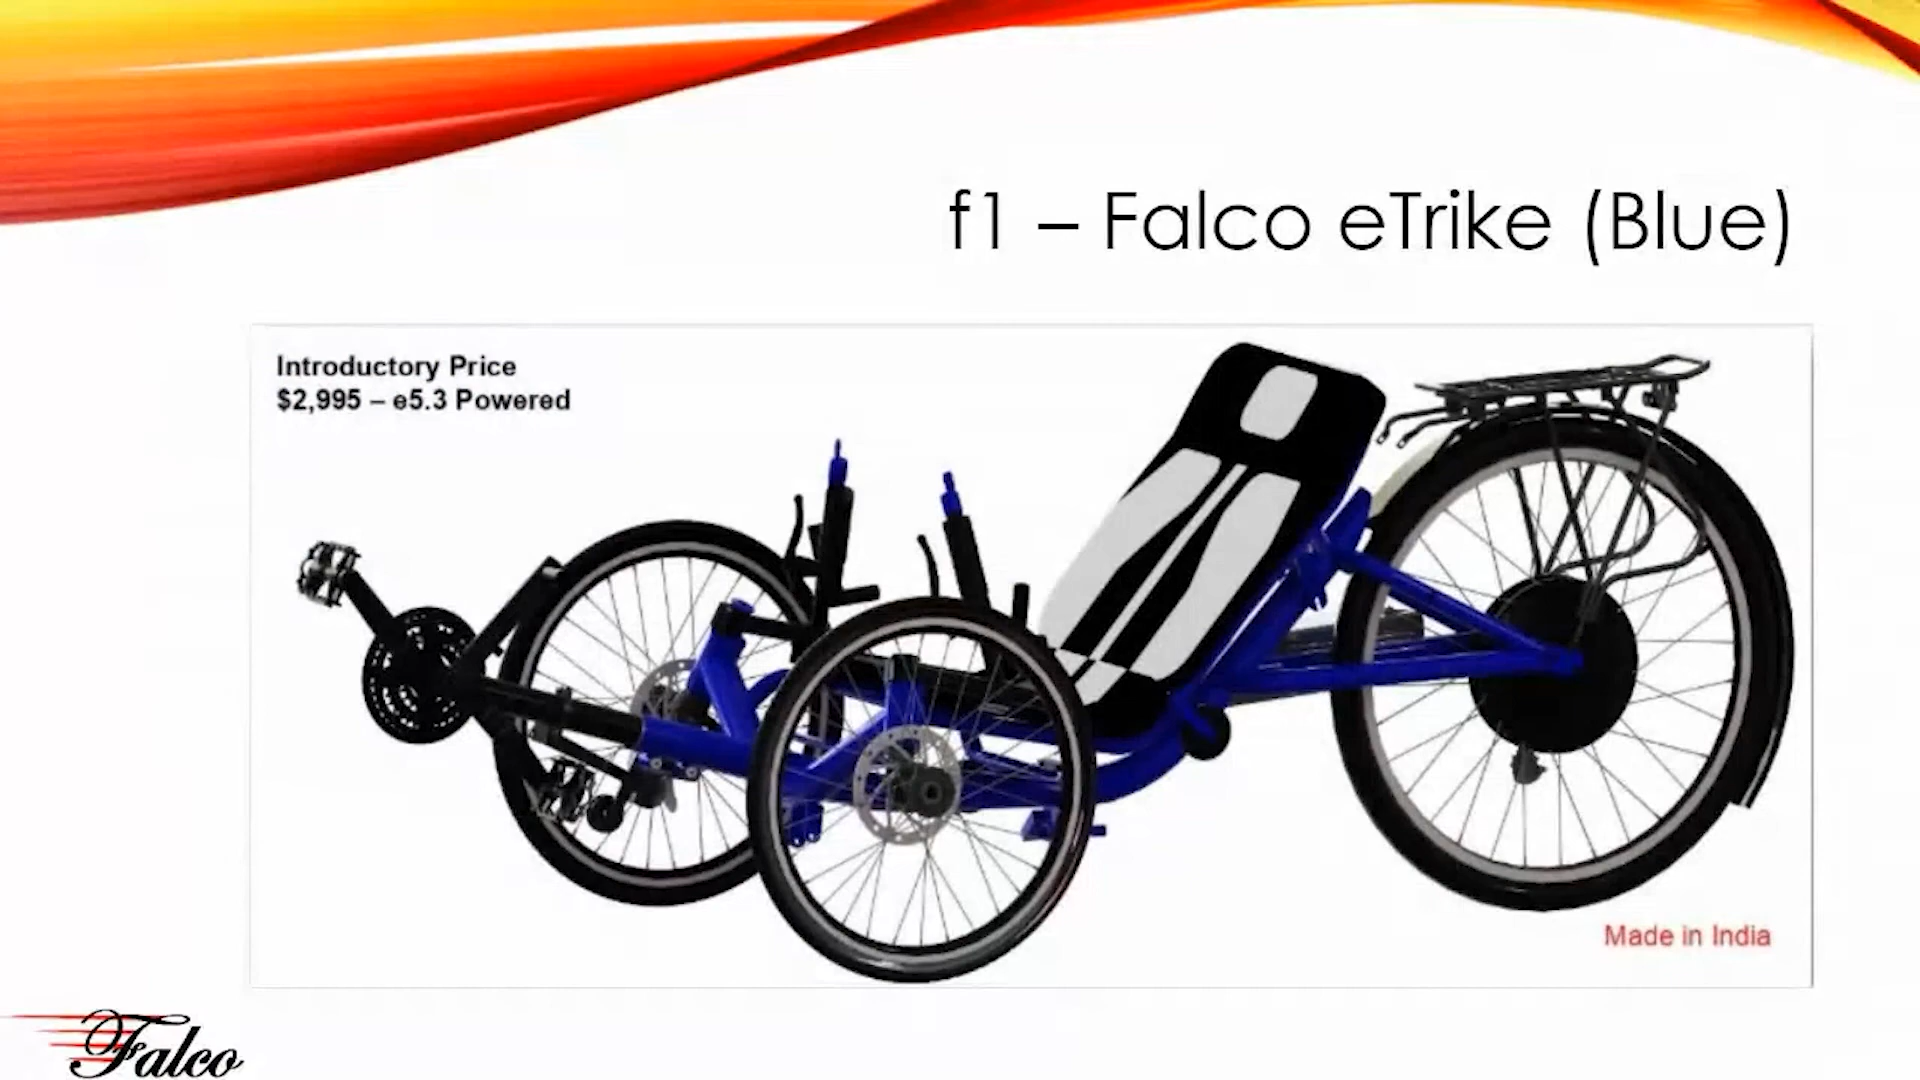 f1 – Falco eTrike (Blue)
Introductory Price
$2,995 – e5.3 Powered
Made in India
Falco